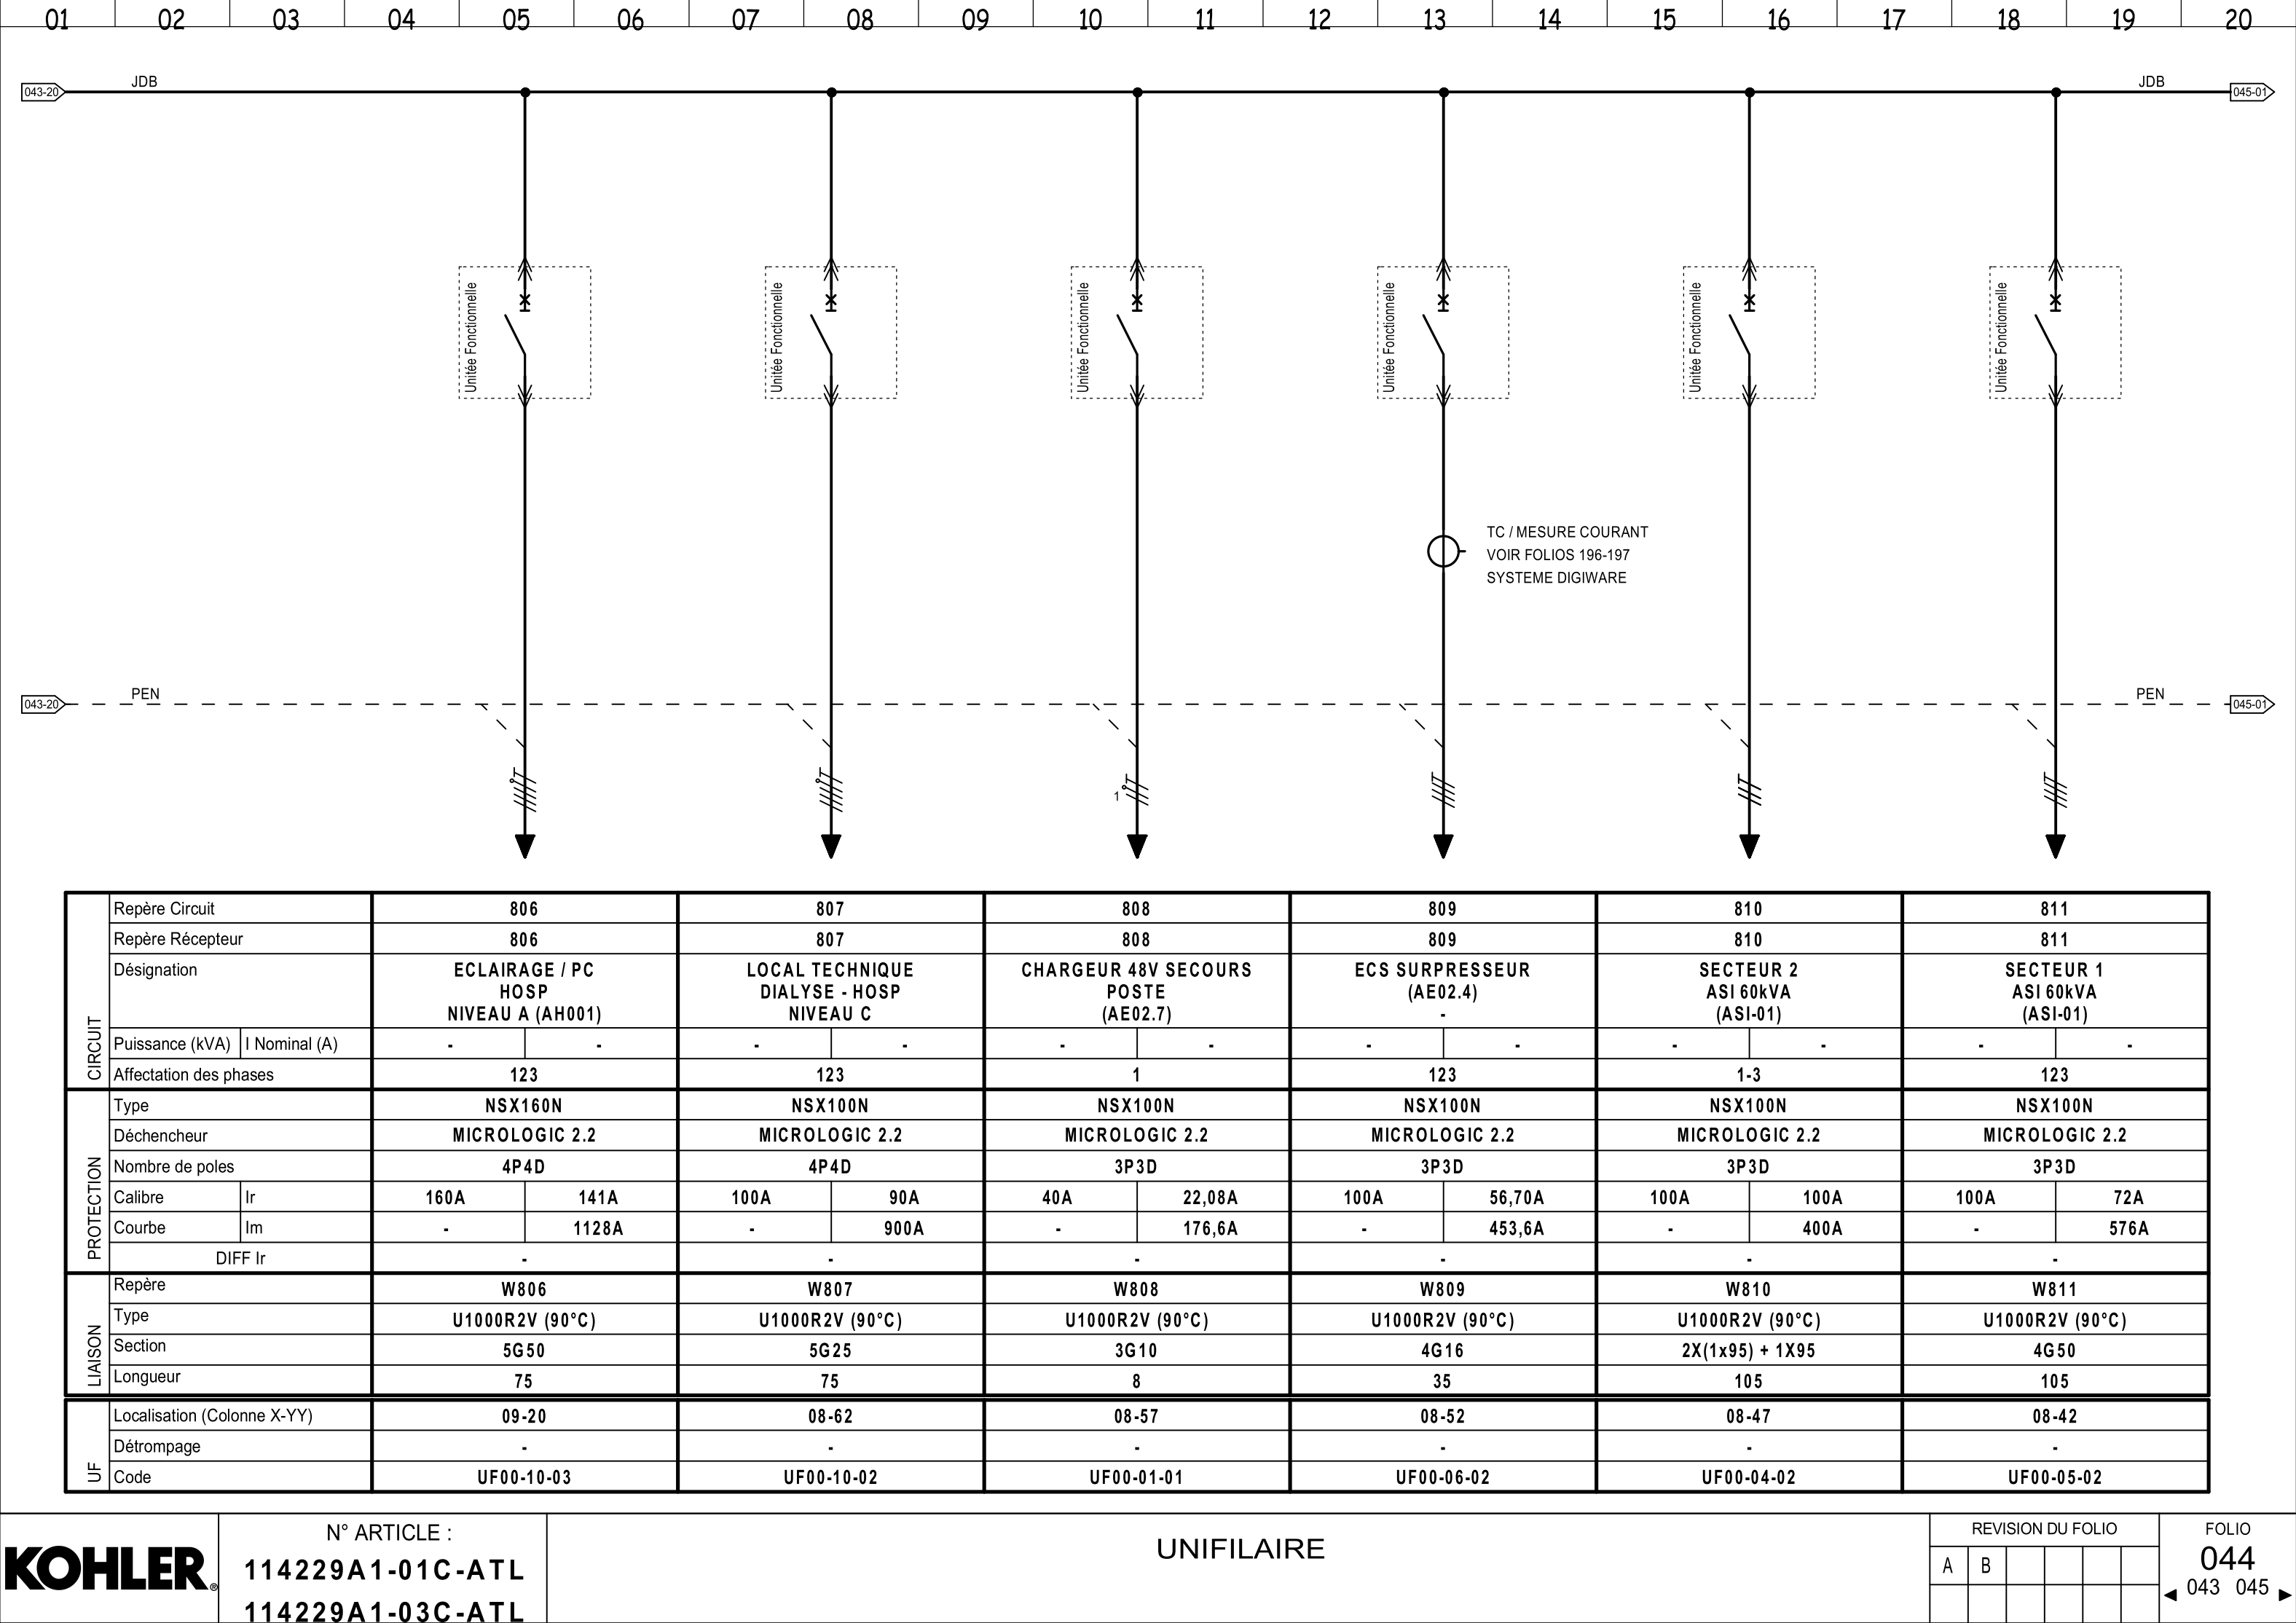 01 02 03 04 05 06 07 08 09 10 11 12 13 14 15 16 17 18 19 20
043-20 JDB JDB 045-01
Unitée Fonctionnelle Unitée Fonctionnelle Unitée Fonctionnelle Unitée Fonctionnelle Unitée Fonctionnelle Unitée Fonctionnelle
TC / MESURE COURANT
VOIR FOLIOS 196-197
SYSTEME DIGIWARE
043-20 PEN PEN 045-01
1
CIRCUIT
Repère Circuit 806 807 808 809 810 811
Repère Récepteur 806 807 808 809 810 811
Désignation ECLAIRAGE / PC LOCAL TECHNIQUE CHARGEUR 48V SECOURS ECS SURPRESSEUR SECTEUR 2 SECTEUR 1
HOSP DIALYSE - HOSP POSTE (AE02.4) ASI 60kVA ASI 60kVA
NIVEAU A (AH001) NIVEAU C (AE02.7) - (ASI-01) (ASI-01)
Puissance (kVA) I Nominal (A) - - - - - - - - - - - -
Affectation des phases 123 123 1 123 1-3 123
PROTECTION
Type NSX160N NSX100N NSX100N NSX100N NSX100N NSX100N
Déchencheur MICROLOGIC 2.2 MICROLOGIC 2.2 MICROLOGIC 2.2 MICROLOGIC 2.2 MICROLOGIC 2.2 MICROLOGIC 2.2
Nombre de poles 4P4D 4P4D 3P3D 3P3D 3P3D 3P3D
Calibre Ir 160A 141A 100A 90A 40A 22,08A 100A 56,70A 100A 100A 100A 72A
Courbe Im - 1128A - 900A - 176,6A - 453,6A - 400A - 576A
DIFF Ir - - - - - -
LIAISON
Repère W806 W807 W808 W809 W810 W811
Type U1000R2V (90°C) U1000R2V (90°C) U1000R2V (90°C) U1000R2V (90°C) U1000R2V (90°C) U1000R2V (90°C)
Section 5G50 5G25 3G10 4G16 2X(1x95) + 1X95 4G50
Longueur 75 75 8 35 105 105
UF
Localisation (Colonne X-YY) 09-20 08-62 08-57 08-52 08-47 08-42
Détrompage - - - - - -
Code UF00-10-03 UF00-10-02 UF00-01-01 UF00-06-02 UF00-04-02 UF00-05-02
KOHLER®
N° ARTICLE :
114229A1-01C-ATL
114229A1-03C-ATL
UNIFILAIRE
REVISION DU FOLIO
A B
FOLIO
044
043 045